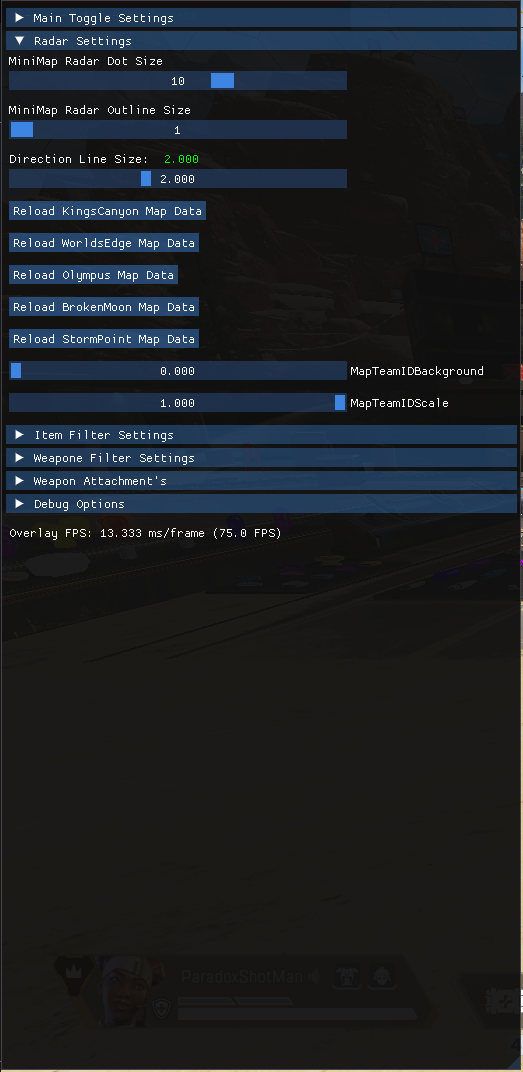 Main Toggle Settings
Radar Settings
MiniMap Radar Dot Size
10
MiniMap Radar Outline Size
1
Direction Line Size: 2.000
2.000
Reload KingsCanyon Map Data
Reload WorldsEdge Map Data
Reload Olympus Map Data
Reload BrokenMoon Map Data
Reload StormPoint Map Data
0.000 MapTeamIDBackground
1.000 MapTeamIDScale
Item Filter Settings
Weapone Filter Settings
Weapon Attachment's
Debug Options
Overlay FPS: 13.333 ms/frame (75.0 FPS)
ParadoxShotMan